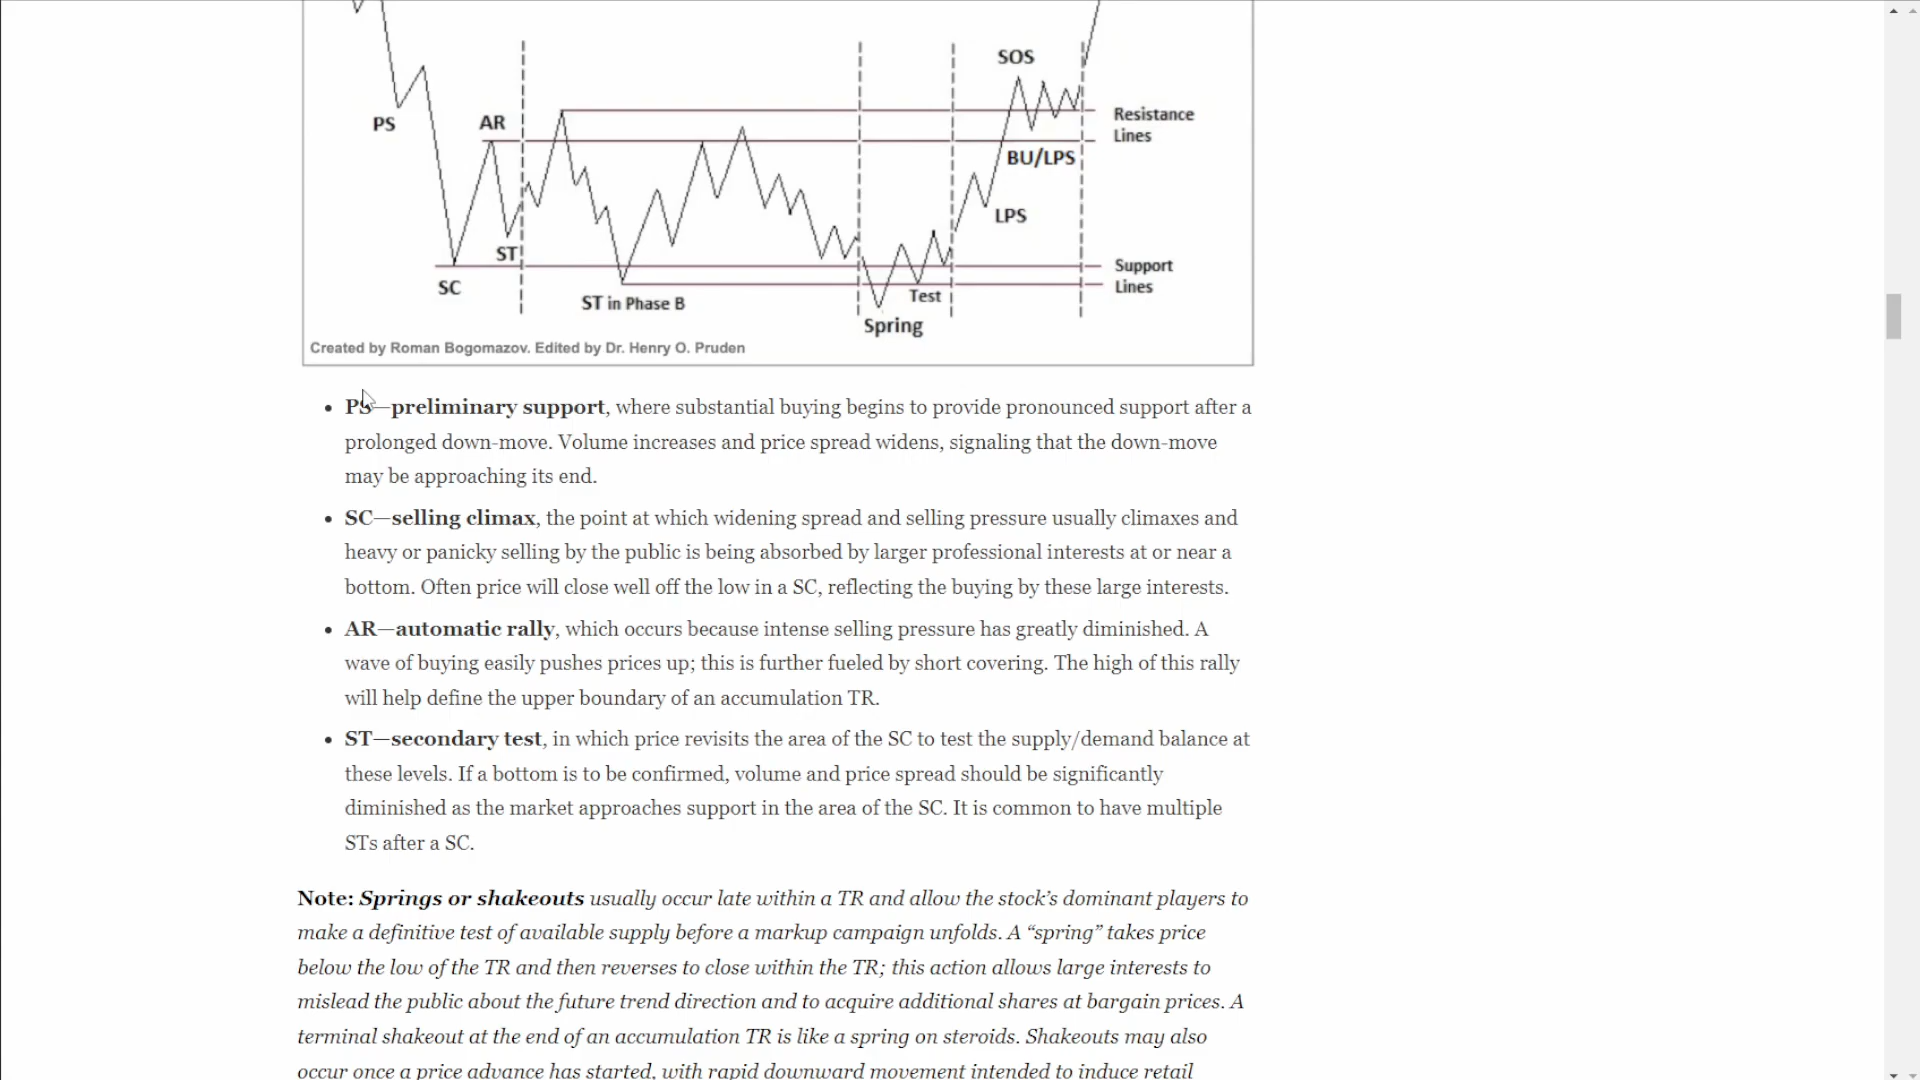 SOS
Resistance
Lines
PS
AR
BU/LPS
LPS
ST
Support
Lines
SC
ST in Phase B
Test
Spring
Created by Roman Bogomazov. Edited by Dr. Henry O. Pruden
• PS—preliminary support, where substantial buying begins to provide pronounced support after a
prolonged down-move. Volume increases and price spread widens, signaling that the down-move
may be approaching its end.
• SC—selling climax, the point at which widening spread and selling pressure usually climaxes and
heavy or panicky selling by the public is being absorbed by larger professional interests at or near a
bottom. Often price will close well off the low in a SC, reflecting the buying by these large interests.
• AR—automatic rally, which occurs because intense selling pressure has greatly diminished. A
wave of buying easily pushes prices up; this is further fueled by short covering. The high of this rally
will help define the upper boundary of an accumulation TR.
• ST—secondary test, in which price revisits the area of the SC to test the supply/demand balance at
these levels. If a bottom is to be confirmed, volume and price spread should be significantly
diminished as the market approaches support in the area of the SC. It is common to have multiple
STs after a SC.
Note: Springs or shakeouts usually occur late within a TR and allow the stock’s dominant players to
make a definitive test of available supply before a markup campaign unfolds. A “spring” takes price
below the low of the TR and then reverses to close within the TR; this action allows large interests to
mislead the public about the future trend direction and to acquire additional shares at bargain prices. A
terminal shakeout at the end of an accumulation TR is like a spring on steroids. Shakeouts may also
occur once a price advance has started, with rapid downward movement intended to induce retail